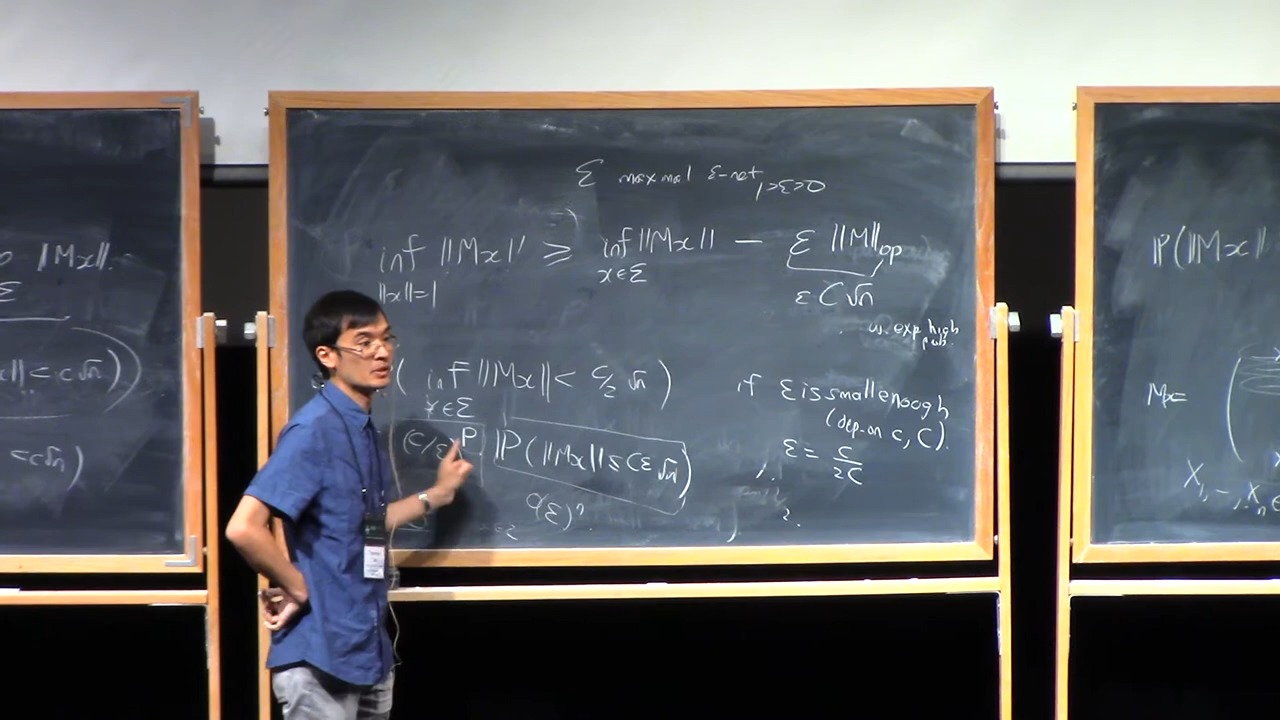 ‖Mx‖.
Σ
‖ < c√n)
< c√n)
Σ maximal ε-net, 1>ε>0
inf ‖Mx‖ ≥ inf ‖Mx‖ − ε ‖M‖op
‖x‖=1 x∈Σ εC√n
w. exp high
prob.
( inf ‖Mx‖ < c/2 √n )
x∈Σ
(C/ε)^P ℙ(‖Mx‖ ≤ Cε√n)
if ε is small enough
(dep. on c, C).
ε = c/2C
ℙ(‖Mx‖
Mx= (
X₁, -, Xₙ ∈